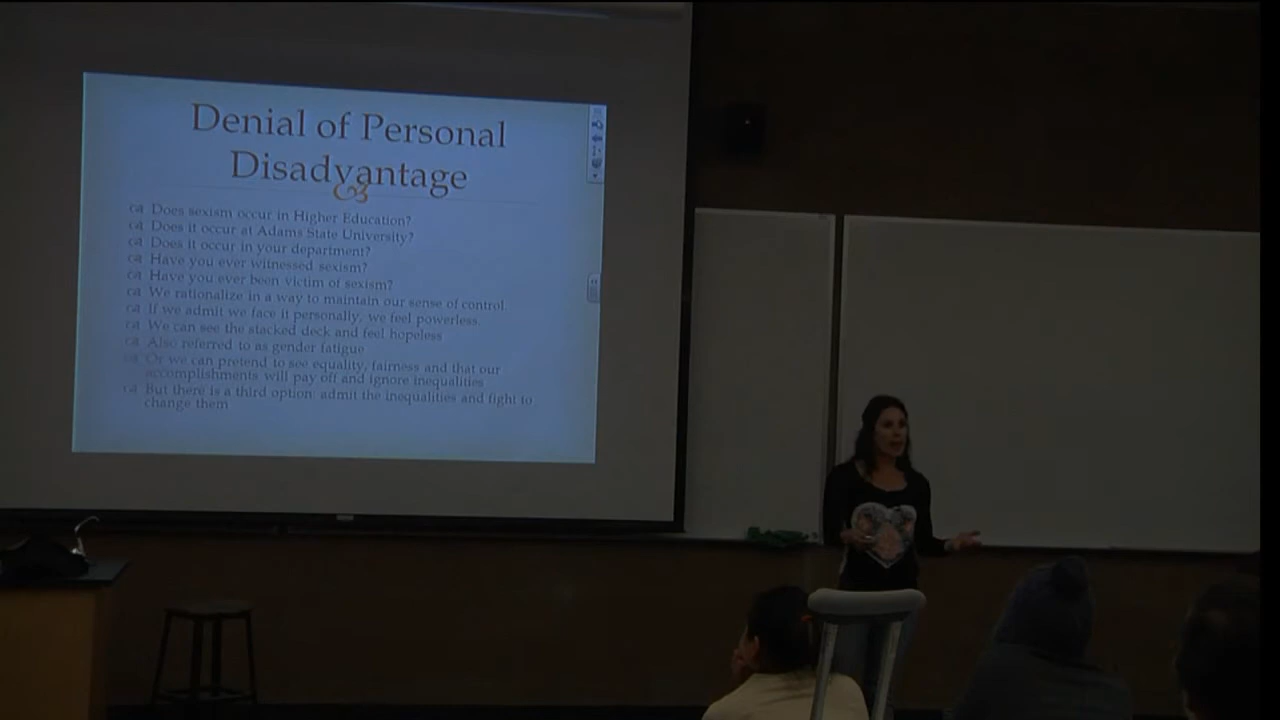 Denial of Personal
Disadvantage
Does sexism occur in Higher Education?
Does it occur at Adams State University?
Does it occur in your department?
Have you ever witnessed sexism?
Have you ever been victim of sexism?
We rationalize in a way to maintain our sense of control.
If we admit we face it personally, we feel powerless.
We can see the stacked deck and feel hopeless
Also referred to as gender fatigue
Or we can pretend to see equality, fairness and that our
accomplishments will pay off and ignore inequalities
But there is a third option: admit the inequalities and fight to
change them